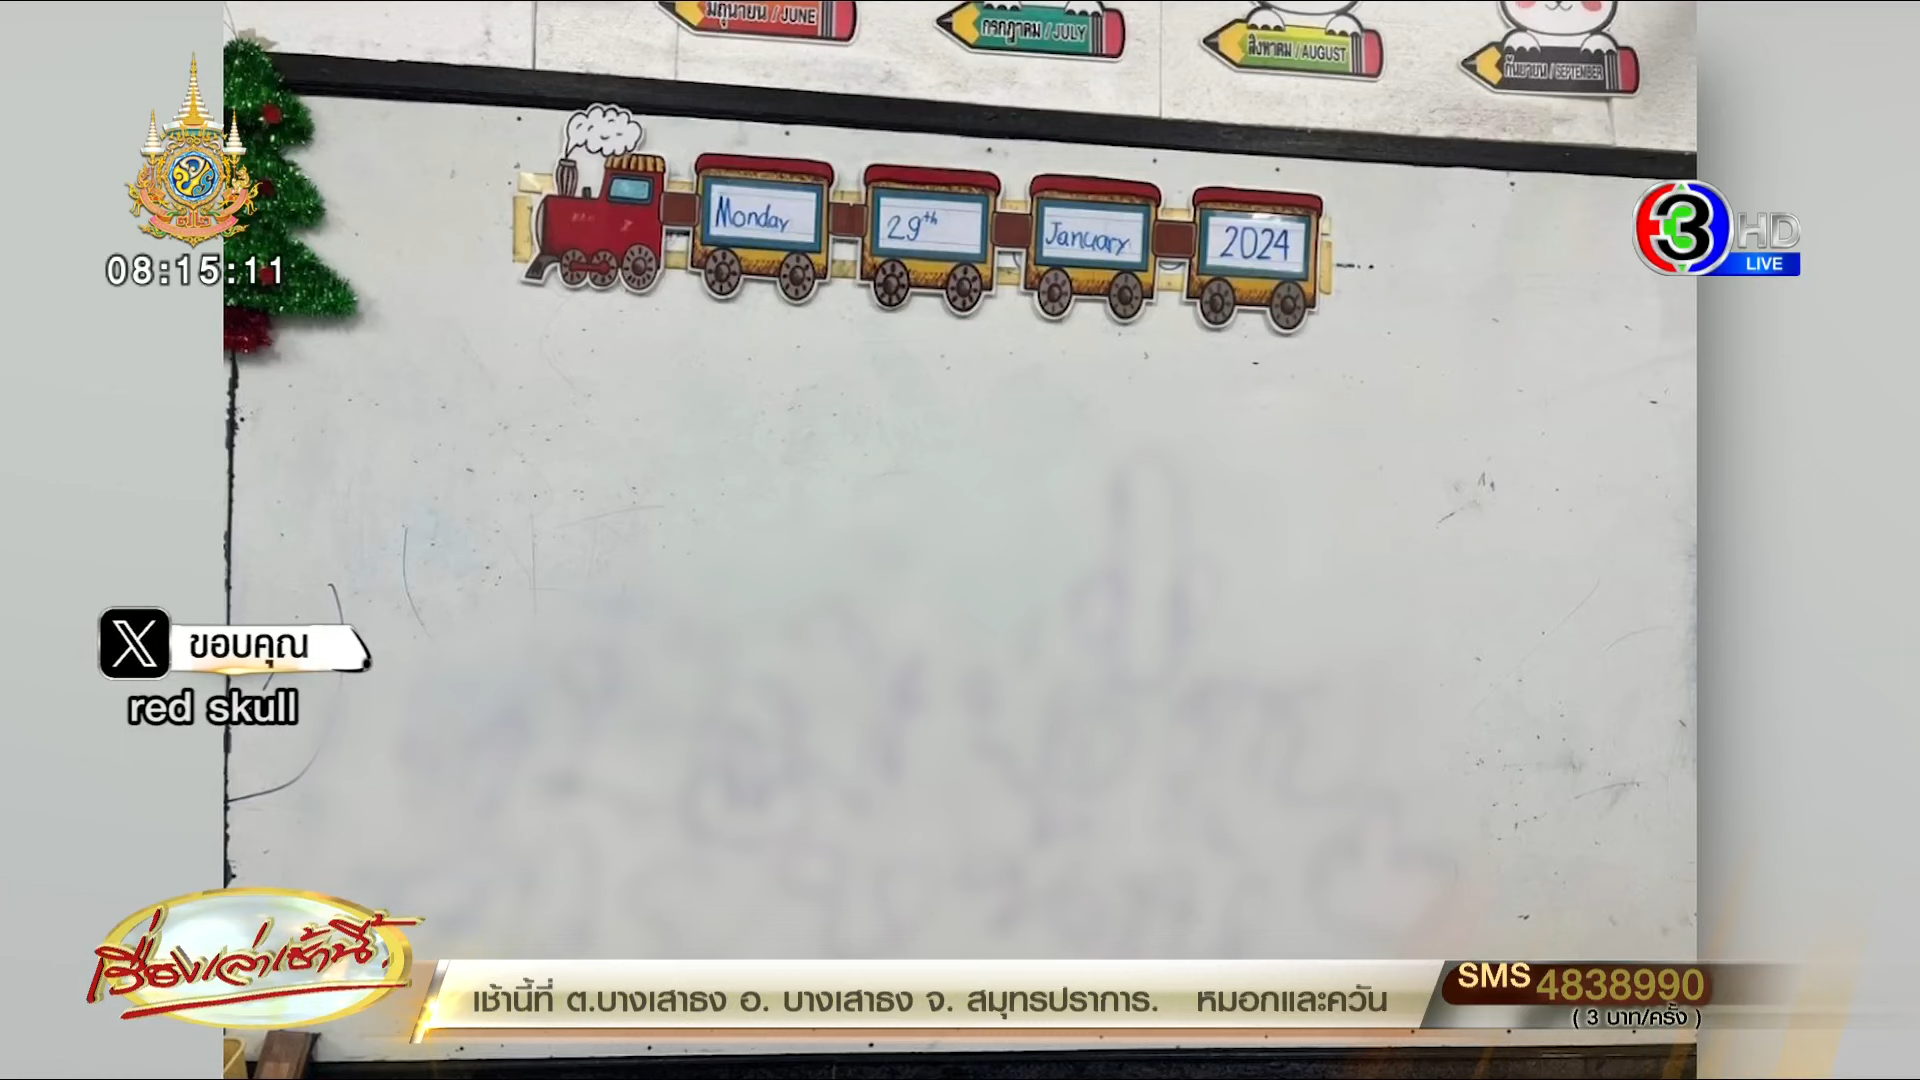 มิถุนายน / JUNE
กรกฎาคม / JULY
สิงหาคม / AUGUST
กันยายน / SEPTEMBER
Monday
29th
January
2024
08:15:11
3 HD
LIVE
X ขอบคุณ
red skull
เรื่องเล่าเช้านี้
เช้านี้ที่ ต.บางเสาธง อ. บางเสาธง จ. สมุทรปราการ. หมอกและควัน
SMS 4838990
( 3 บาท/ครั้ง )